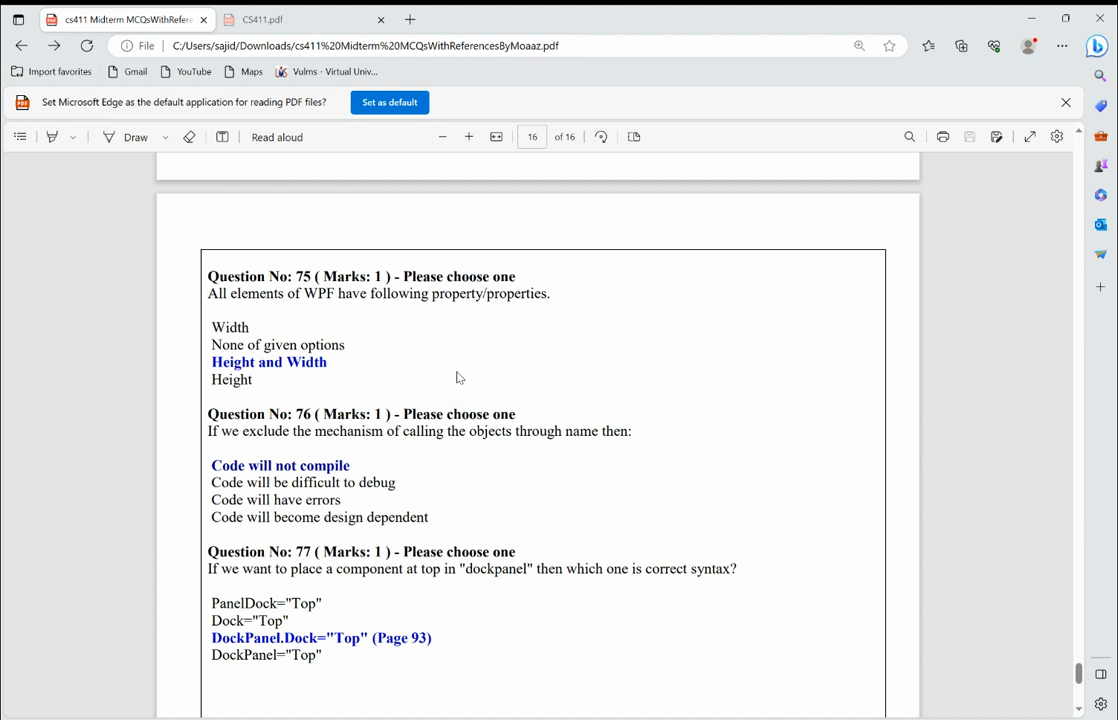 cs411 Midterm MCQsWithRefere
CS411.pdf
File
C:/Users/sajid/Downloads/cs411%20Midterm%20MCQsWithReferencesByMoaaz.pdf
Import favorites
Gmail
YouTube
Maps
Vulms - Virtual Univ...
Set Microsoft Edge as the default application for reading PDF files?
Set as default
Draw
Read aloud
16
of 16
Question No: 75 ( Marks: 1 ) - Please choose one
All elements of WPF have following property/properties.
Width
None of given options
Height and Width
Height
Question No: 76 ( Marks: 1 ) - Please choose one
If we exclude the mechanism of calling the objects through name then:
Code will not compile
Code will be difficult to debug
Code will have errors
Code will become design dependent
Question No: 77 ( Marks: 1 ) - Please choose one
If we want to place a component at top in "dockpanel" then which one is correct syntax?
PanelDock="Top"
Dock="Top"
DockPanel.Dock="Top" (Page 93)
DockPanel="Top"